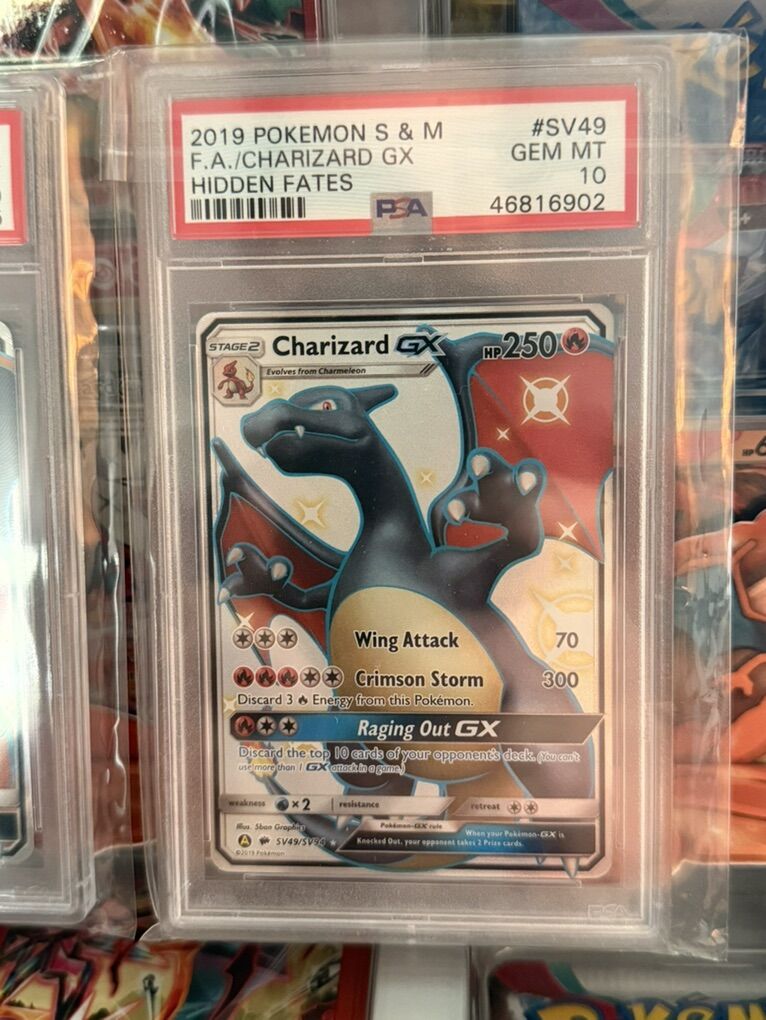 2019 POKEMON S & M #SV49
F.A./CHARIZARD GX GEM MT
HIDDEN FATES 10
PSA 46816902
STAGE2 Charizard GX HP250
Evolves from Charmeleon
Wing Attack 70
Crimson Storm 300
Discard 3 Energy from this Pokémon.
Raging Out GX
Discard the top 10 cards of your opponent's deck. (You can't
use more than 1 GX attack in a game.)
weakness ×2 resistance retreat
Illus. 5ban Graphics Pokémon-GX rule When your Pokémon-GX is
A SV49/SV94 Knocked Out, your opponent takes 2 Prize cards.
©2019 Pokémon